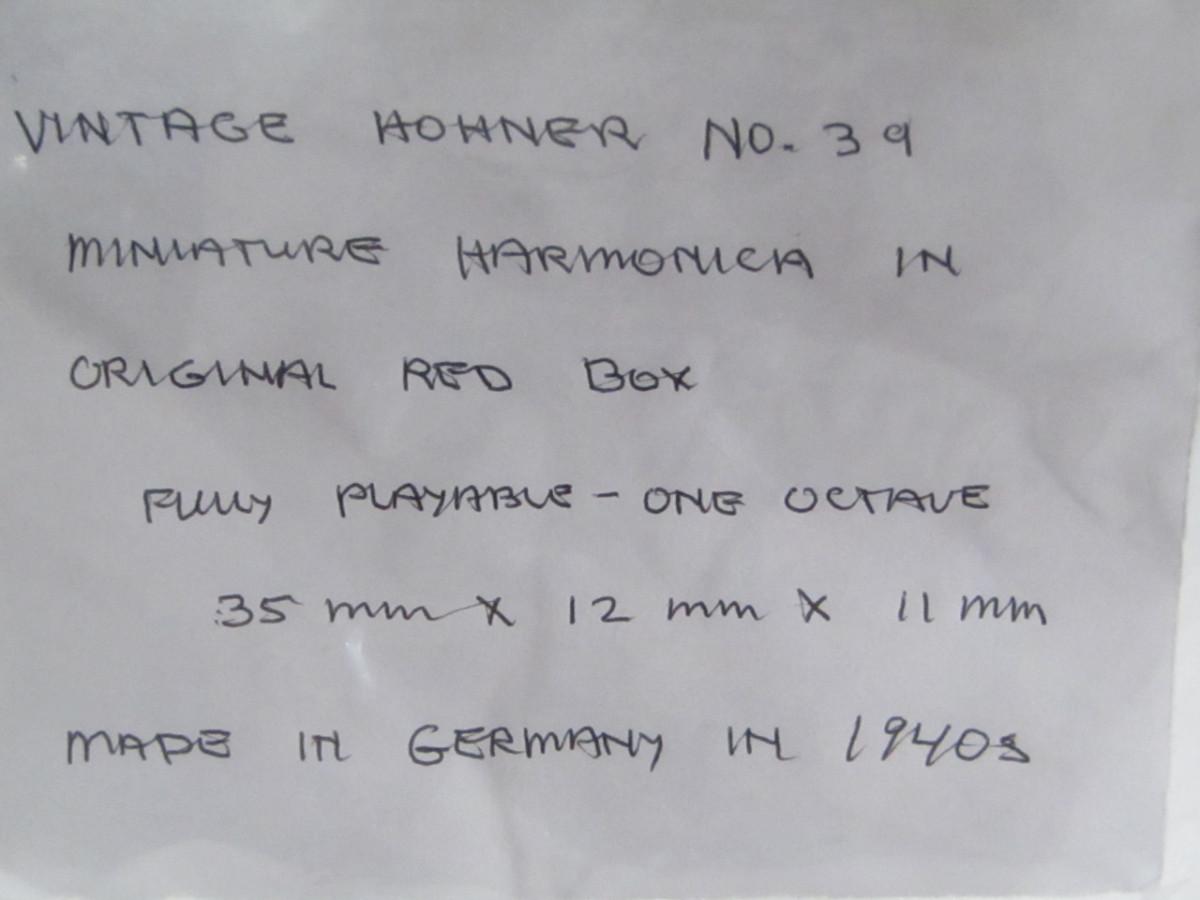 VINTAGE HOHNER NO. 39
MINIATURE HARMONICA IN
ORIGINAL RED BOX
FULLY PLAYABLE - ONE OCTAVE
35 mm X 12 mm X 11 mm
MADE IN GERMANY IN 1940s